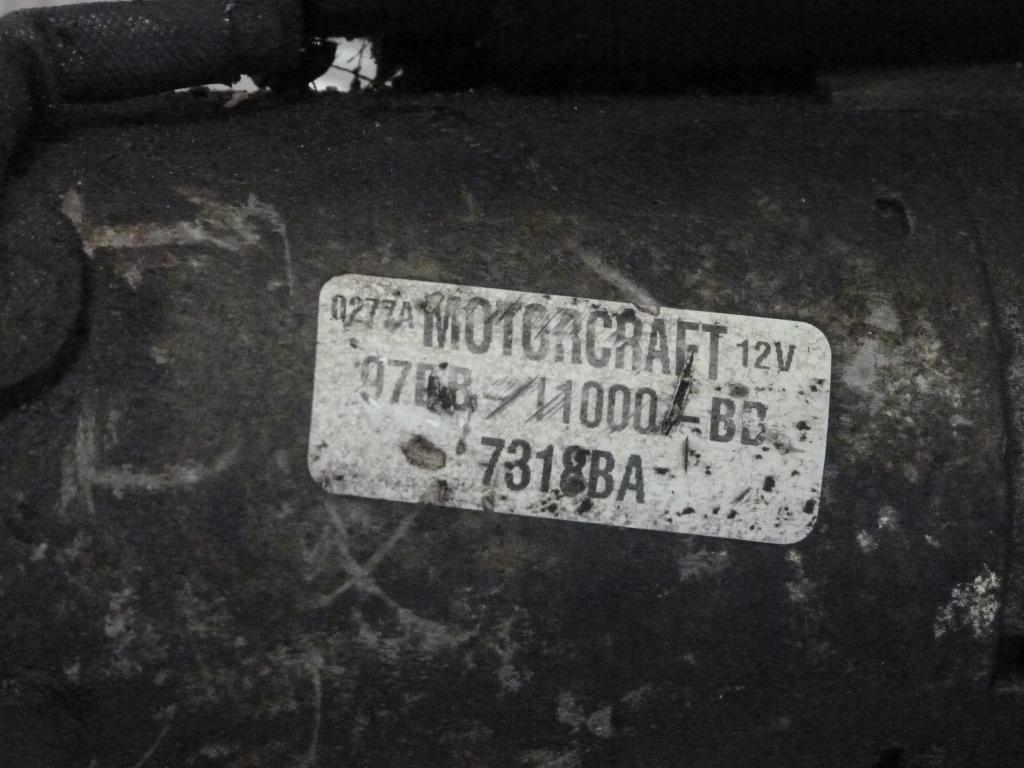 0277A MOTORCRAFT 12V
97BB-11000-BB
7318BA